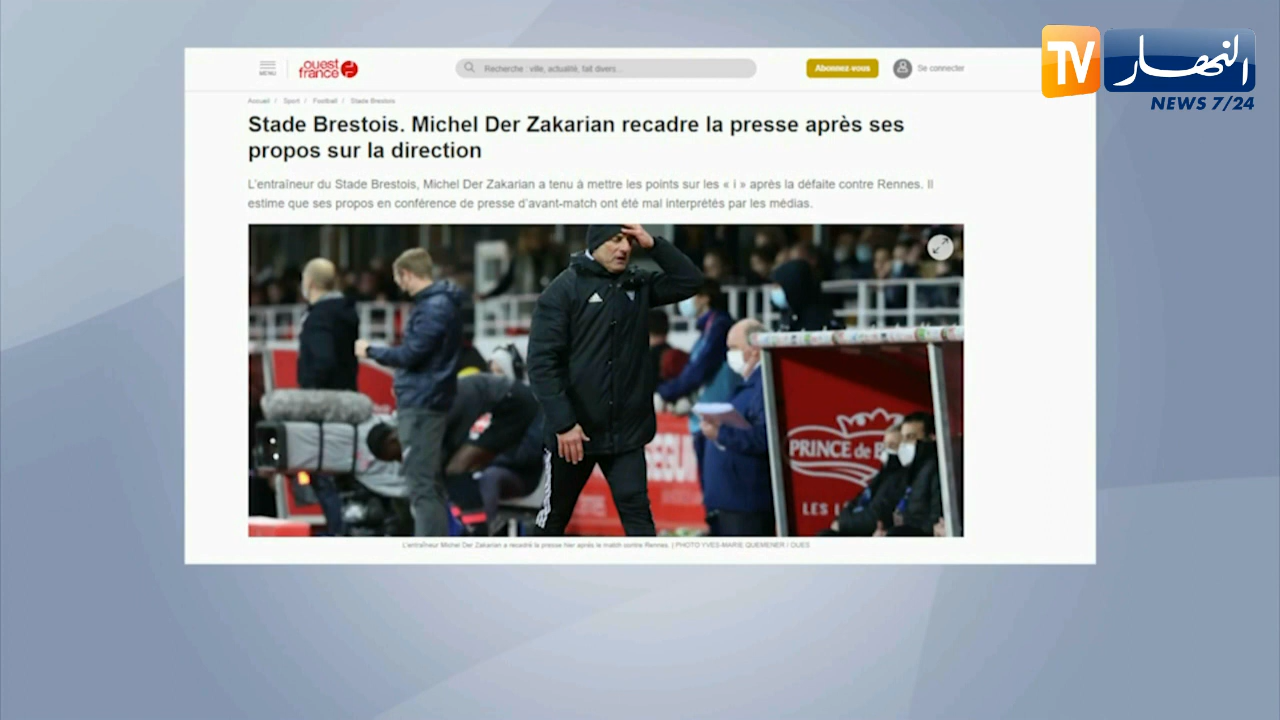 TV النهار
NEWS 7/24
MENU
ouest
france
Recherche : ville, actualité, fait divers...
Abonnez-vous
Se connecter
Accueil / Sport / Football / Stade Brestois
Stade Brestois. Michel Der Zakarian recadre la presse après ses
propos sur la direction
L'entraîneur du Stade Brestois, Michel Der Zakarian a tenu à mettre les points sur les « i » après la défaite contre Rennes. Il
estime que ses propos en conférence de presse d'avant-match ont été mal interprétés par les médias.
PRINCE de B
LES
L'entraîneur Michel Der Zakarian a recadré la presse hier après le match contre Rennes. | PHOTO YVES-MARIE QUEMENER / OUES